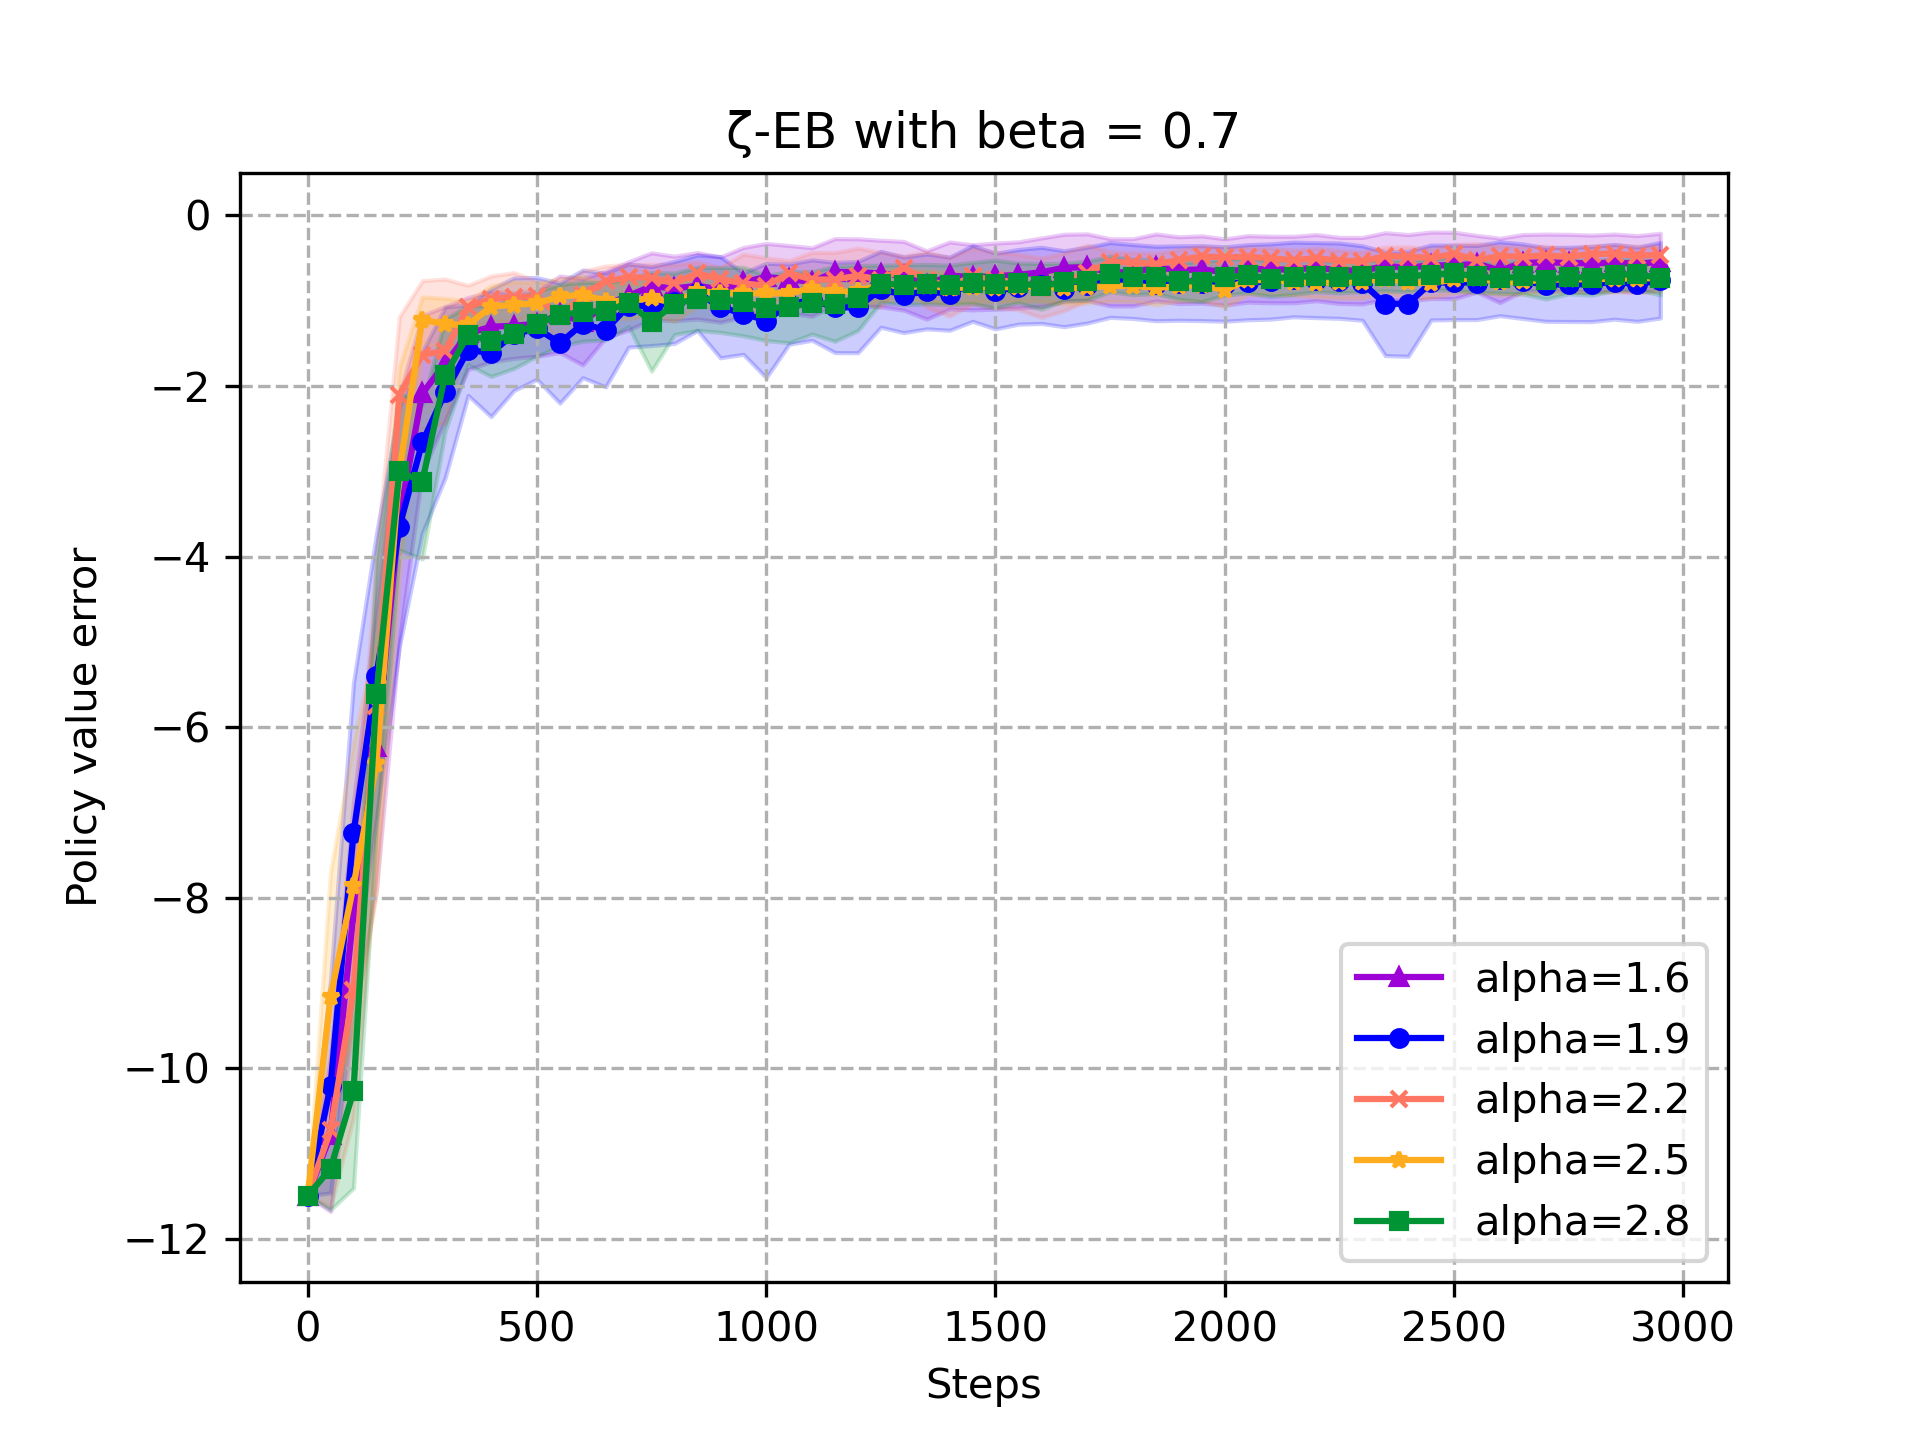 ζ-EB with beta = 0.7
Policy value error
0
−2
−4
−6
−8
−10
−12
0 500 1000 1500 2000 2500 3000
Steps
alpha=1.6
alpha=1.9
alpha=2.2
alpha=2.5
alpha=2.8